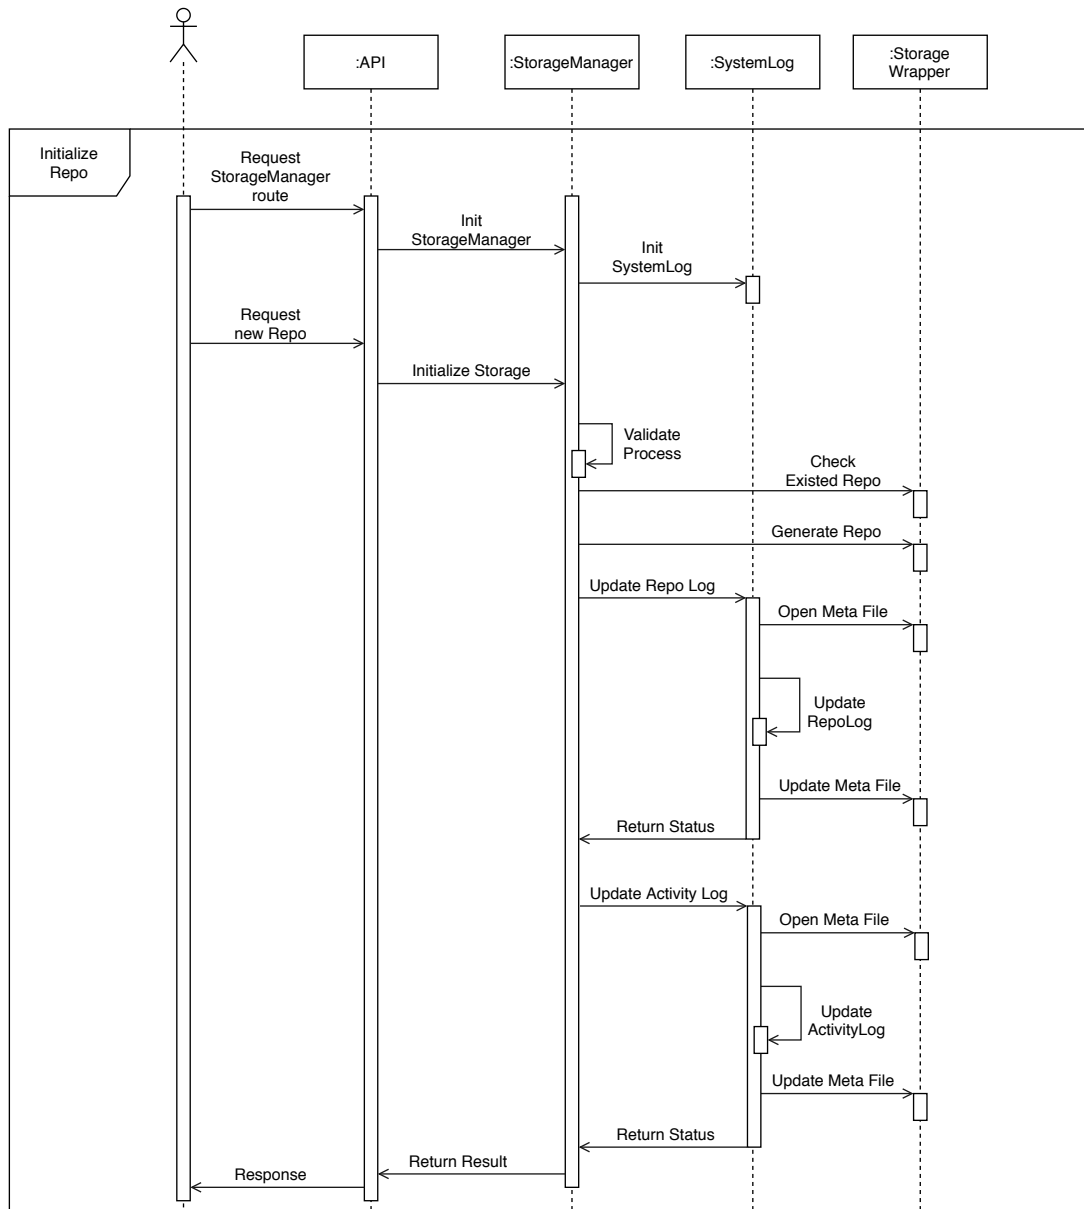 :API
:StorageManager
:SystemLog
:Storage
Wrapper
Initialize
Repo
Request
StorageManager
route
Init
StorageManager
Init
SystemLog
Request
new Repo
Initialize Storage
Validate
Process
Check
Existed Repo
Generate Repo
Update Repo Log
Open Meta File
Update
RepoLog
Update Meta File
Return Status
Update Activity Log
Open Meta File
Update
ActivityLog
Update Meta File
Return Status
Return Result
Response